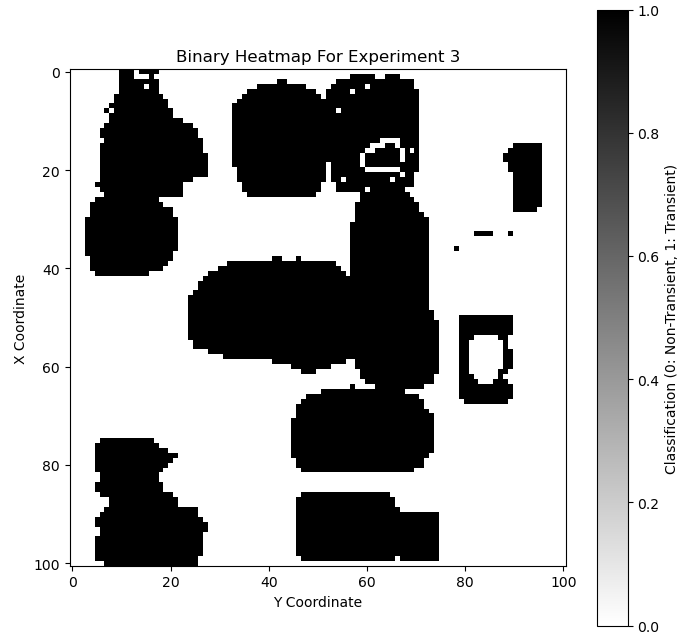 Binary Heatmap For Experiment 3
X Coordinate
0
20
40
60
80
100
0 20 40 60 80 100
Y Coordinate
1.0
0.8
0.6
0.4
0.2
0.0
Classification (0: Non-Transient, 1: Transient)